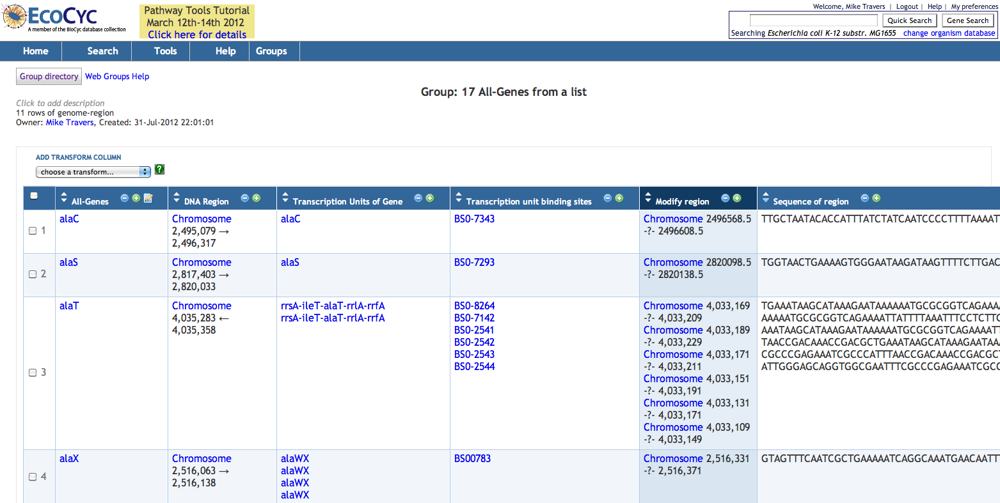 EcoCyc
A member of the BioCyc database collection
Pathway Tools Tutorial
March 12th-14th 2012
Click here for details
Welcome, Mike Travers | Logout | Help | My preferences
Quick Search Gene Search
Searching Escherichia coli K-12 substr. MG1655 change organism database
Home Search Tools Help Groups
Group directory Web Groups Help
Group: 17 All-Genes from a list
Click to add description
11 rows of genome-region
Owner: Mike Travers, Created: 31-Jul-2012 22:01:01
ADD TRANSFORM COLUMN
choose a transform... ?
All-Genes DNA Region Transcription Units of Gene Transcription unit binding sites Modify region Sequence of region
1
alaC
Chromosome
2,495,079 →
2,496,317
alaC
BS0-7343
Chromosome 2496568.5
-?- 2496608.5
TTGCTAATACACCATTTATCTATCAATCCCCTTTTAAAAT
2
alaS
Chromosome
2,817,403 →
2,820,033
alaS
BS0-7293
Chromosome 2820098.5
-?- 2820138.5
TGGTAACTGAAAAGTGGGAATAAGATAAGTTTTCTTGAC
3
alaT
Chromosome
4,035,283 ←
4,035,358
rrsA-ileT-alaT-rrlA-rrfA
rrsA-ileT-alaT-rrlA-rrfA
BS0-8264
BS0-7142
BS0-2541
BS0-2542
BS0-2543
BS0-2544
Chromosome 4,033,169
-?- 4,033,209
Chromosome 4,033,189
-?- 4,033,229
Chromosome 4,033,171
-?- 4,033,211
Chromosome 4,033,151
-?- 4,033,191
Chromosome 4,033,131
-?- 4,033,171
Chromosome 4,033,109
-?- 4,033,149
TGAAATAAGCATAAAGAATAAAAAATGCGCGGTCAGAAAA
AAAAATGCGCGGTCAGAAAATTATTTTAAATTTCCTCTTC
AAATAAGCATAAAGAATAAAAAATGCGCGGTCAGAAAATT
TAACCGACAAACCGACGCTGAAATAAGCATAAAGAATAAA
CGCCCGAGAAATCGCCCATTTAACCGACAAACCGACGCT
ATTGGGAGCAGGTGGCGAATTTCGCCCGAGAAATCGCC
4
alaX
Chromosome
2,516,063 →
2,516,138
alaWX
alaWX
alaWX
alaWX
BS00783
Chromosome 2,516,331
-?- 2,516,371
GTAGTTTCAATCGCTGAAAAATCAGGCAAATGAACAATT